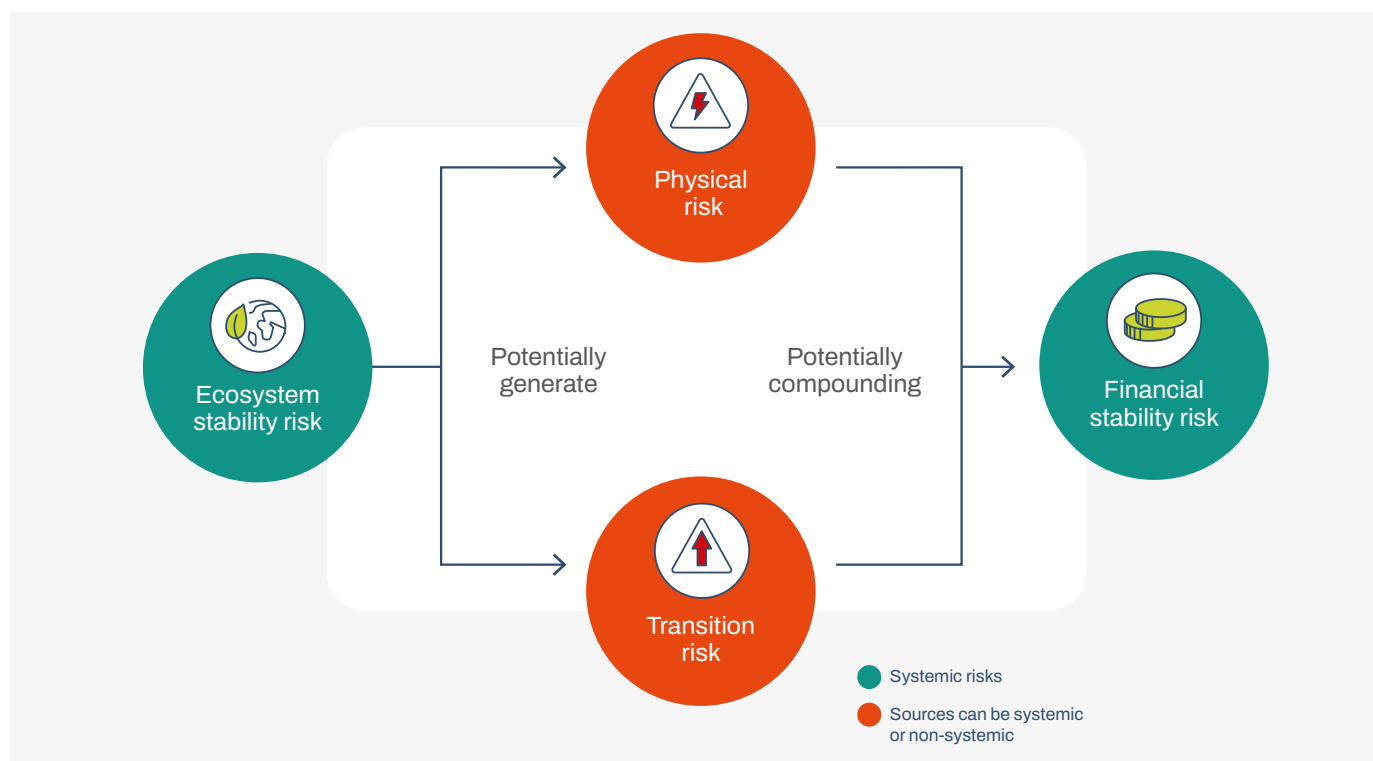 Physical
risk
Ecosystem
stability risk
Potentially
generate
Potentially
compounding
Financial
stability risk
Transition
risk
Systemic risks
Sources can be systemic
or non-systemic